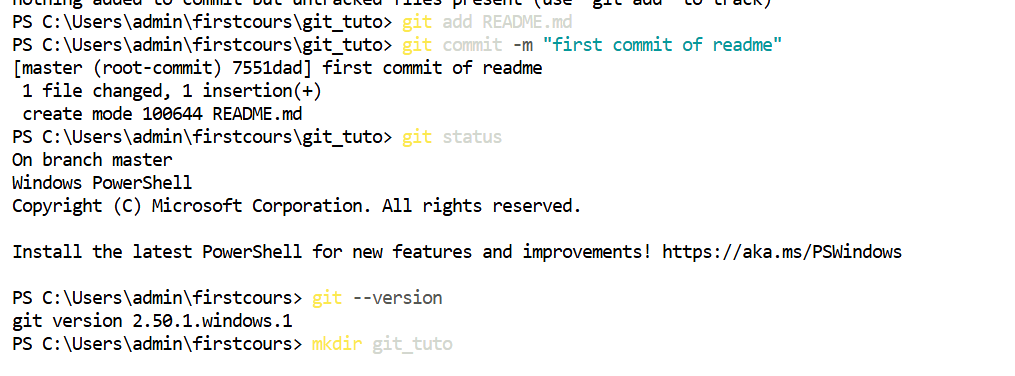 nothing added to commit but untracked files present (use "git add" to track)
PS C:\Users\admin\firstcours\git_tuto> git add README.md
PS C:\Users\admin\firstcours\git_tuto> git commit -m "first commit of readme"
[master (root-commit) 7551dad] first commit of readme
 1 file changed, 1 insertion(+)
 create mode 100644 README.md
PS C:\Users\admin\firstcours\git_tuto> git status
On branch master
Windows PowerShell
Copyright (C) Microsoft Corporation. All rights reserved.

Install the latest PowerShell for new features and improvements! https://aka.ms/PSWindows

PS C:\Users\admin\firstcours> git --version
git version 2.50.1.windows.1
PS C:\Users\admin\firstcours> mkdir git_tuto